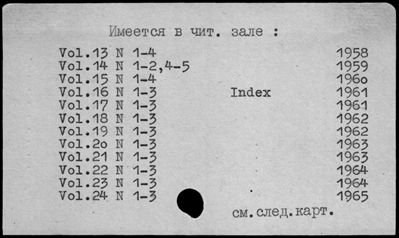 Имеется в чит. зале :
Vol.13 N 1-4 1958
Vol.14 N 1-2,4-5 1959
Vol.15 N 1-4 196o
Vol.16 N 1-3 Index 1961
Vol.17 N 1-3 1961
Vol.18 N 1-3 1962
Vol.19 N 1-3 1962
Vol.2o N 1-3 1963
Vol.21 N 1-3 1963
Vol.22 N 1-3 1964
Vol.23 N 1-3 1964
Vol.24 N 1-3 1965
см.след.карт.